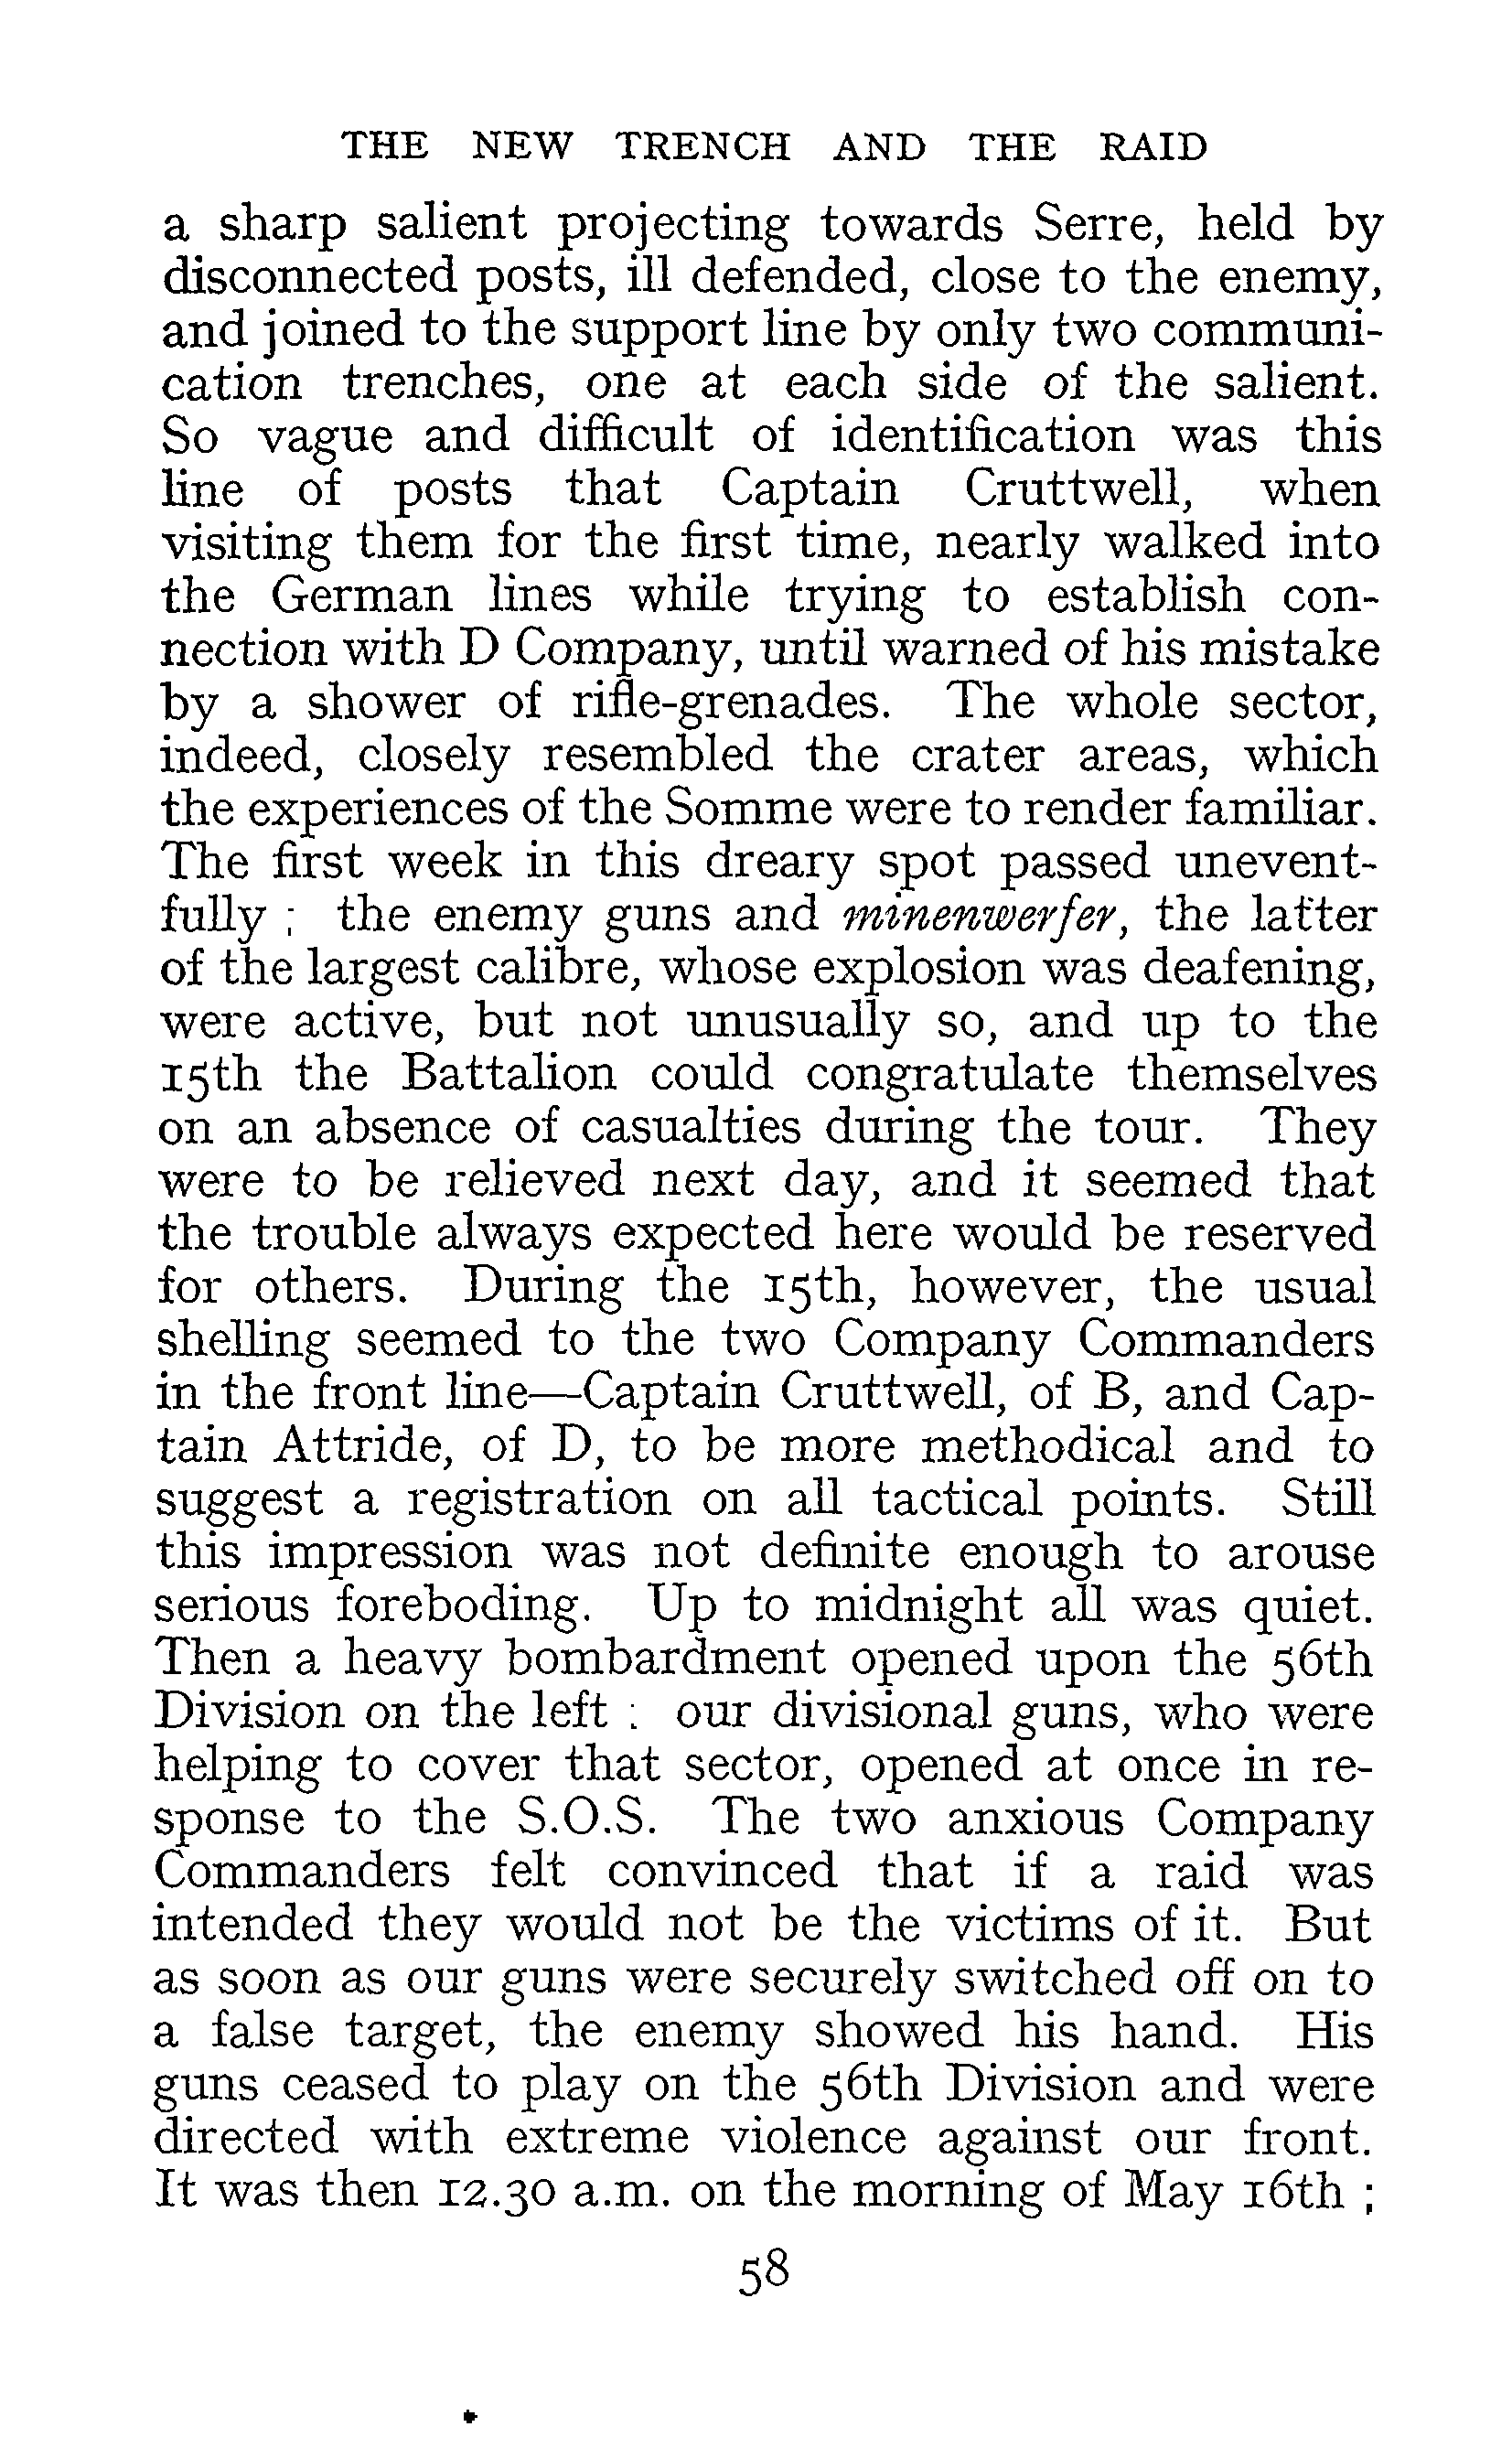 THE NEW TRENCH AND THE RAID
a sharp salient projecting towards Serre, held by
disconnected posts, ill defended, close to the enemy,
and joined to the support line by only two communi-
cation trenches, one at each side of the salient.
So vague and difficult of identification was this
line of posts that Captain Cruttwell, when
visiting them for the first time, nearly walked into
the German lines while trying to establish con-
nection with D Company, until warned of his mistake
by a shower of rifle-grenades. The whole sector,
indeed, closely resembled the crater areas, which
the experiences of the Somme were to render familiar.
The first week in this dreary spot passed unevent-
fully ; the enemy guns and minenwerfer, the latter
of the largest calibre, whose explosion was deafening,
were active, but not unusually so, and up to the
15th the Battalion could congratulate themselves
on an absence of casualties during the tour. They
were to be relieved next day, and it seemed that
the trouble always expected here would be reserved
for others. During the 15th, however, the usual
shelling seemed to the two Company Commanders
in the front line—Captain Cruttwell, of B, and Cap-
tain Attride, of D, to be more methodical and to
suggest a registration on all tactical points. Still
this impression was not definite enough to arouse
serious foreboding. Up to midnight all was quiet.
Then a heavy bombardment opened upon the 56th
Division on the left : our divisional guns, who were
helping to cover that sector, opened at once in re-
sponse to the S.O.S. The two anxious Company
Commanders felt convinced that if a raid was
intended they would not be the victims of it. But
as soon as our guns were securely switched off on to
a false target, the enemy showed his hand. His
guns ceased to play on the 56th Division and were
directed with extreme violence against our front.
It was then 12.30 a.m. on the morning of May 16th ;
58